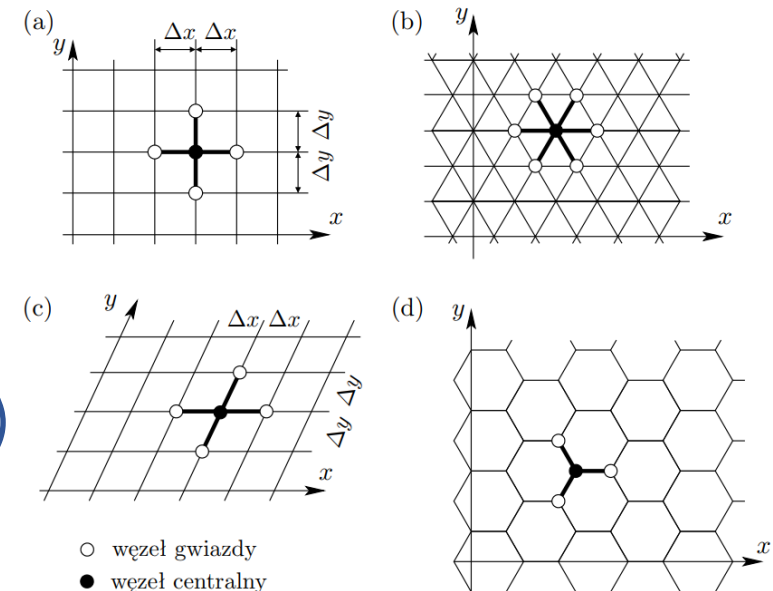 (a)
y
Δx Δx
Δy
Δy
x
(b)
y
x
(c)
y
Δx Δx
Δy
Δy
x
(d)
y
x
węzeł gwiazdy
węzeł centralny